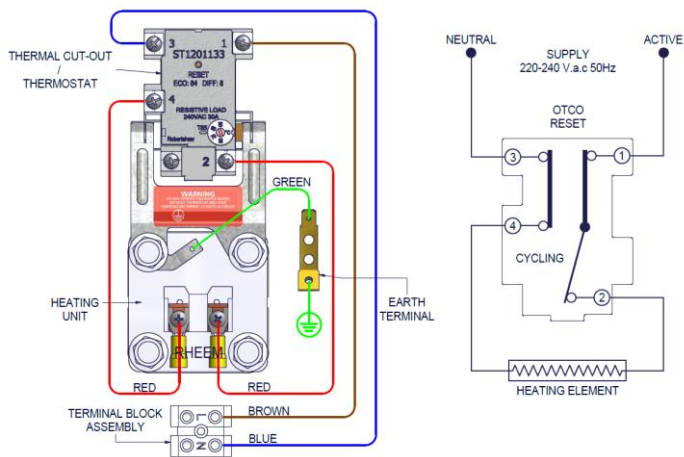 THERMAL CUT-OUT
/
THERMOSTAT
3
1
ST1201133
RESET
ECO: 84 DIFF: 8
4
RESISTIVE LOAD
240VAC 30A
T85
°C
Robertshaw
2
WARNING
GREEN
HEATING
UNIT
EARTH
TERMINAL
RHEEM
RED
RED
TERMINAL BLOCK
ASSEMBLY
L
N
BROWN
BLUE
NEUTRAL
ACTIVE
SUPPLY
220-240 V.a.c 50Hz
OTCO
RESET
3
1
4
CYCLING
2
HEATING ELEMENT